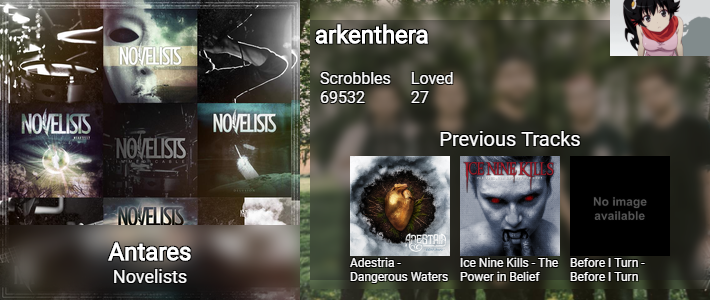 NOVELISTS
NOVELISTS
NOVELISTS
NOVELISTS
NOVELISTS
Antares
Novelists
arkenthera
Scrobbles
69532
Loved
27
Previous Tracks
ADESTRIA
ICE NINE KILLS
No image
available
Adestria -
Dangerous Waters
Ice Nine Kills - The
Power in Belief
Before I Turn -
Before I Turn